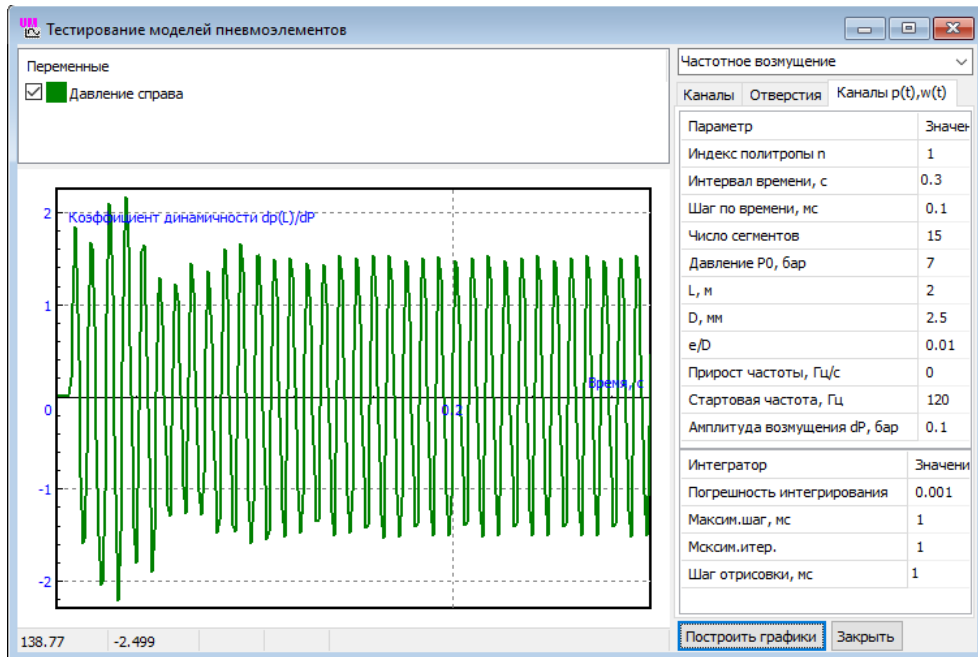 UM
Тестирование моделей пневмоэлементов
Переменные
Давление справа
Коэффициент динамичности dp(L)/dP
2
1
0
-1
-2
Время, с
0.2
138.77 -2.499
Частотное возмущение
Каналы Отверстия Каналы p(t),w(t)
Параметр Значен
Индекс политропы n 1
Интервал времени, с 0.3
Шаг по времени, мс 0.1
Число сегментов 15
Давление P0, бар 7
L, м 2
D, мм 2.5
e/D 0.01
Прирост частоты, Гц/с 0
Стартовая частота, Гц 120
Амплитуда возмущения dP, бар 0.1
Интегратор Значени
Погрешность интегрирования 0.001
Максим.шаг, мс 1
Мсксим.итер. 1
Шаг отрисовки, мс 1
Построить графики Закрыть